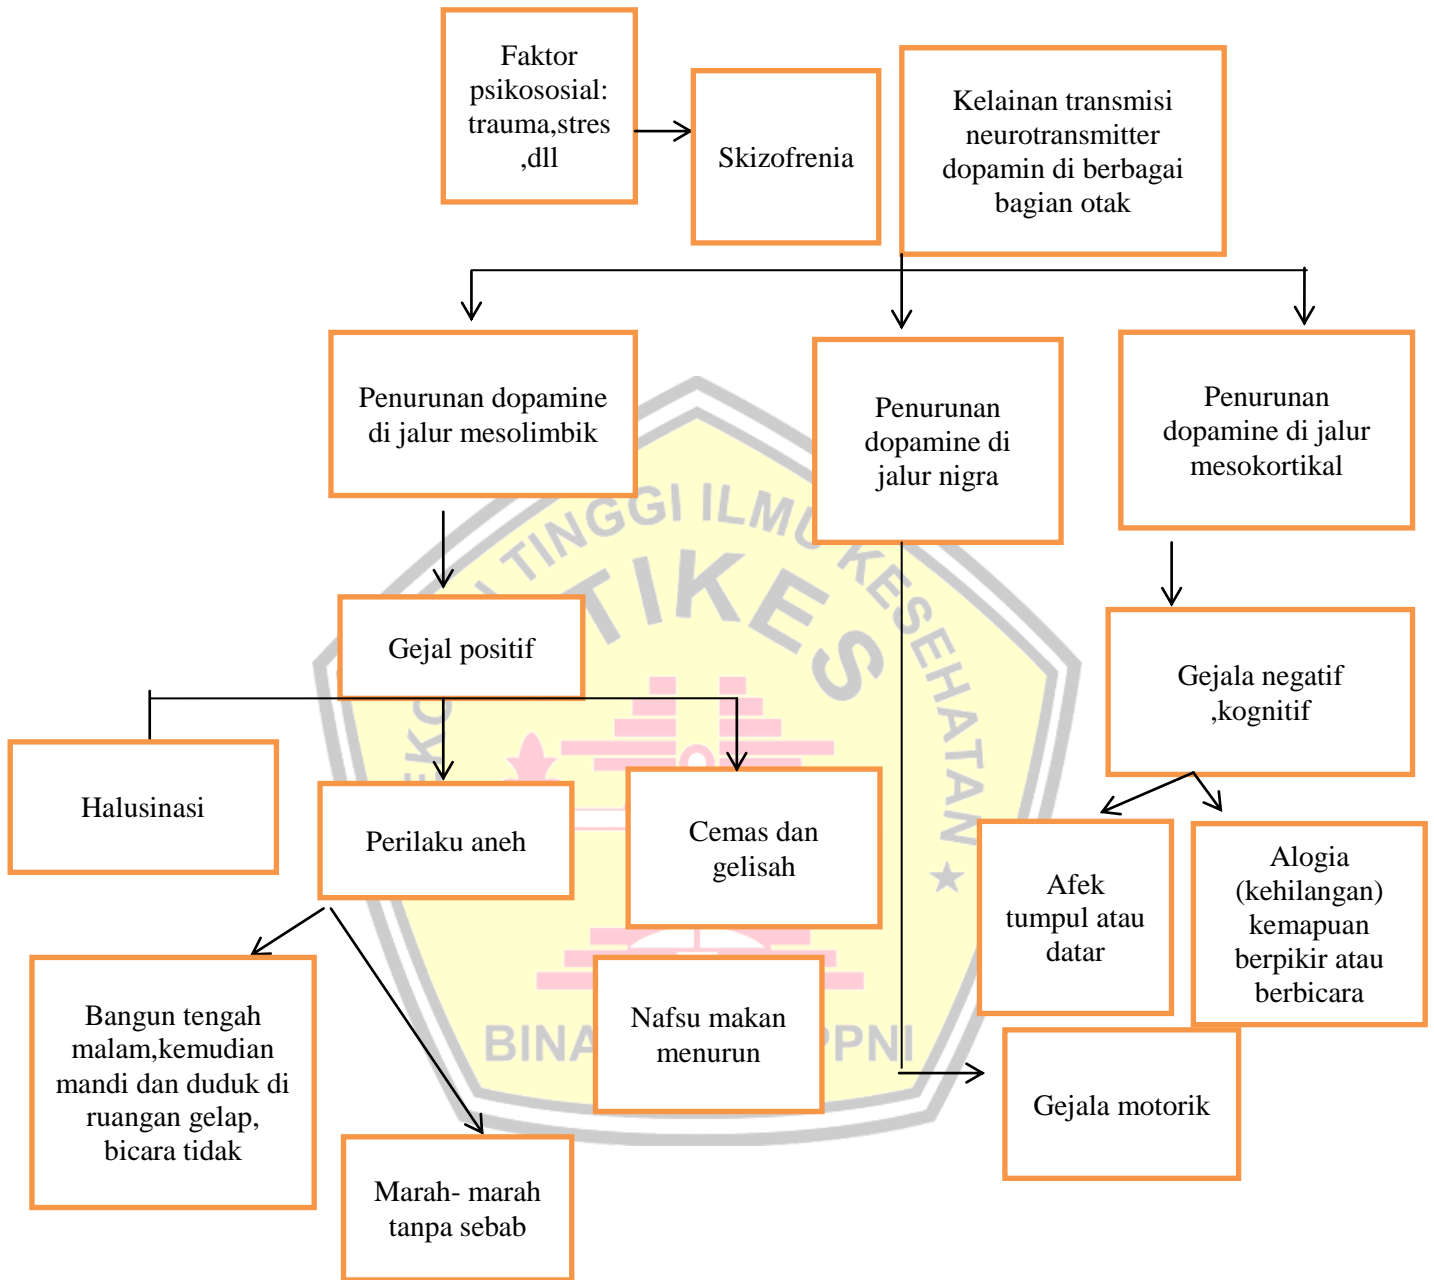 Faktor
psikososial:
trauma,stres
,dll
Skizofrenia
Kelainan transmisi
neurotransmitter
dopamin di berbagai
bagian otak
Penurunan dopamine
di jalur mesolimbik
Penurunan
dopamine di
jalur nigra
Penurunan
dopamine di jalur
mesokortikal
TINGGI ILMU KESEHATAN
TIKES
Gejal positif
Gejala negatif
,kognitif
Halusinasi
Perilaku aneh
Cemas dan
gelisah
Afek
tumpul atau
datar
Alogia
(kehilangan)
kemapuan
berpikir atau
berbicara
Bangun tengah
malam,kemudian
mandi dan duduk di
ruangan gelap,
bicara tidak
Nafsu makan
menurun
BINA PPNI
Gejala motorik
Marah- marah
tanpa sebab